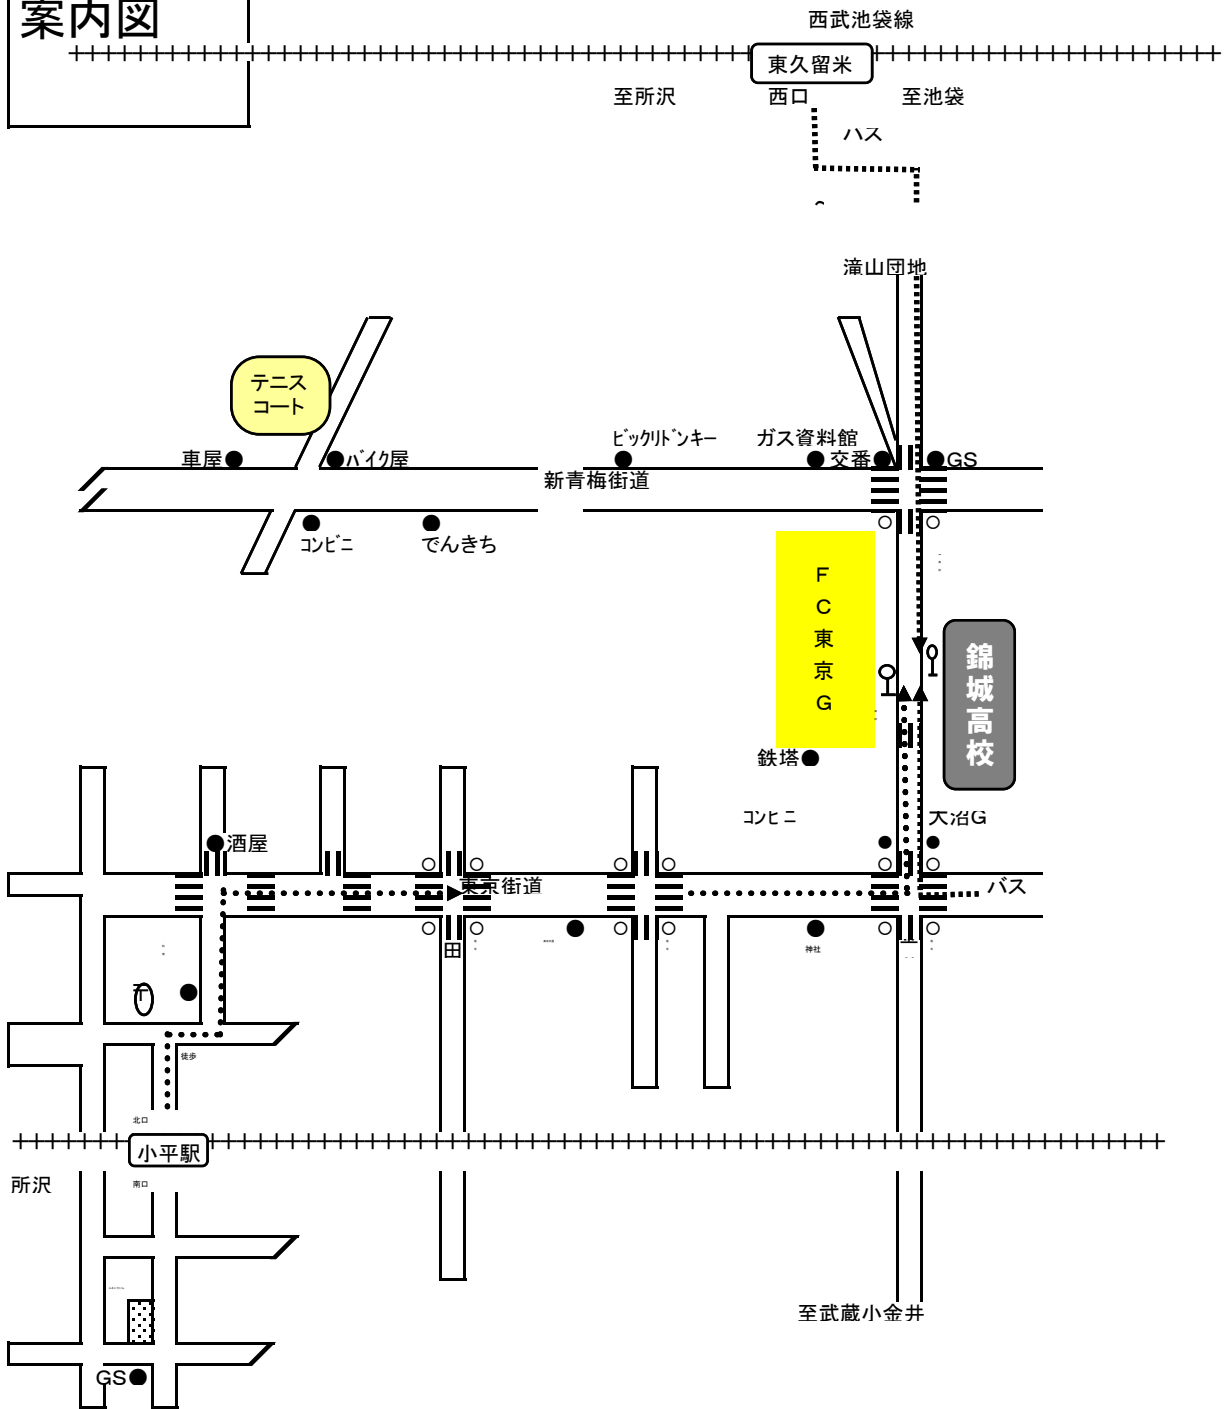 案内図
西武池袋線
東久留米
至所沢
西口
至池袋
バス
滝山団地
テニス
コート
ビックリドンキー
ガス資料館
車屋
バイク屋
交番
GS
新青梅街道
コンビニ
でんきち
F
C
東
京
G
錦
城
高
校
鉄塔
コンビニ
大沼G
酒屋
東京街道
バス
田
神社
〒
徒歩
北口
小平駅
所沢
南口
至武蔵小金井
GS